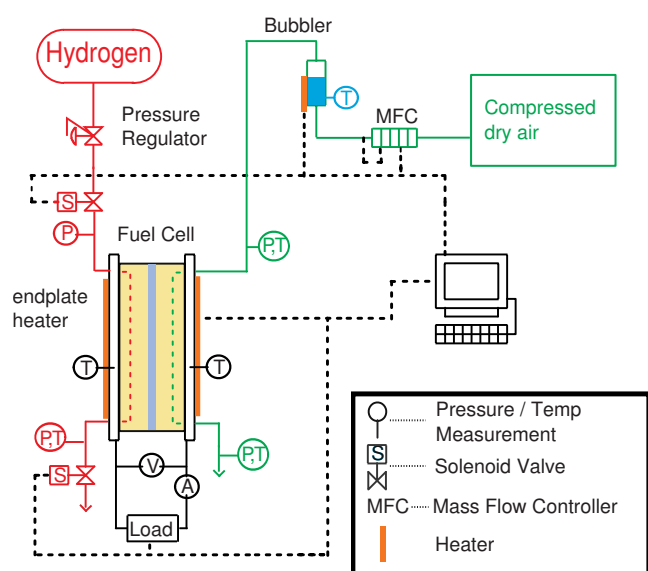 Bubbler
Hydrogen
T
Compressed
dry air
MFC
Pressure
Regulator
S
P
Fuel Cell
P,T
endplate
heater
T
T
P,T
P,T
V
S
A
Load
Pressure / Temp
Measurement
S
Solenoid Valve
MFC
Mass Flow Controller
Heater